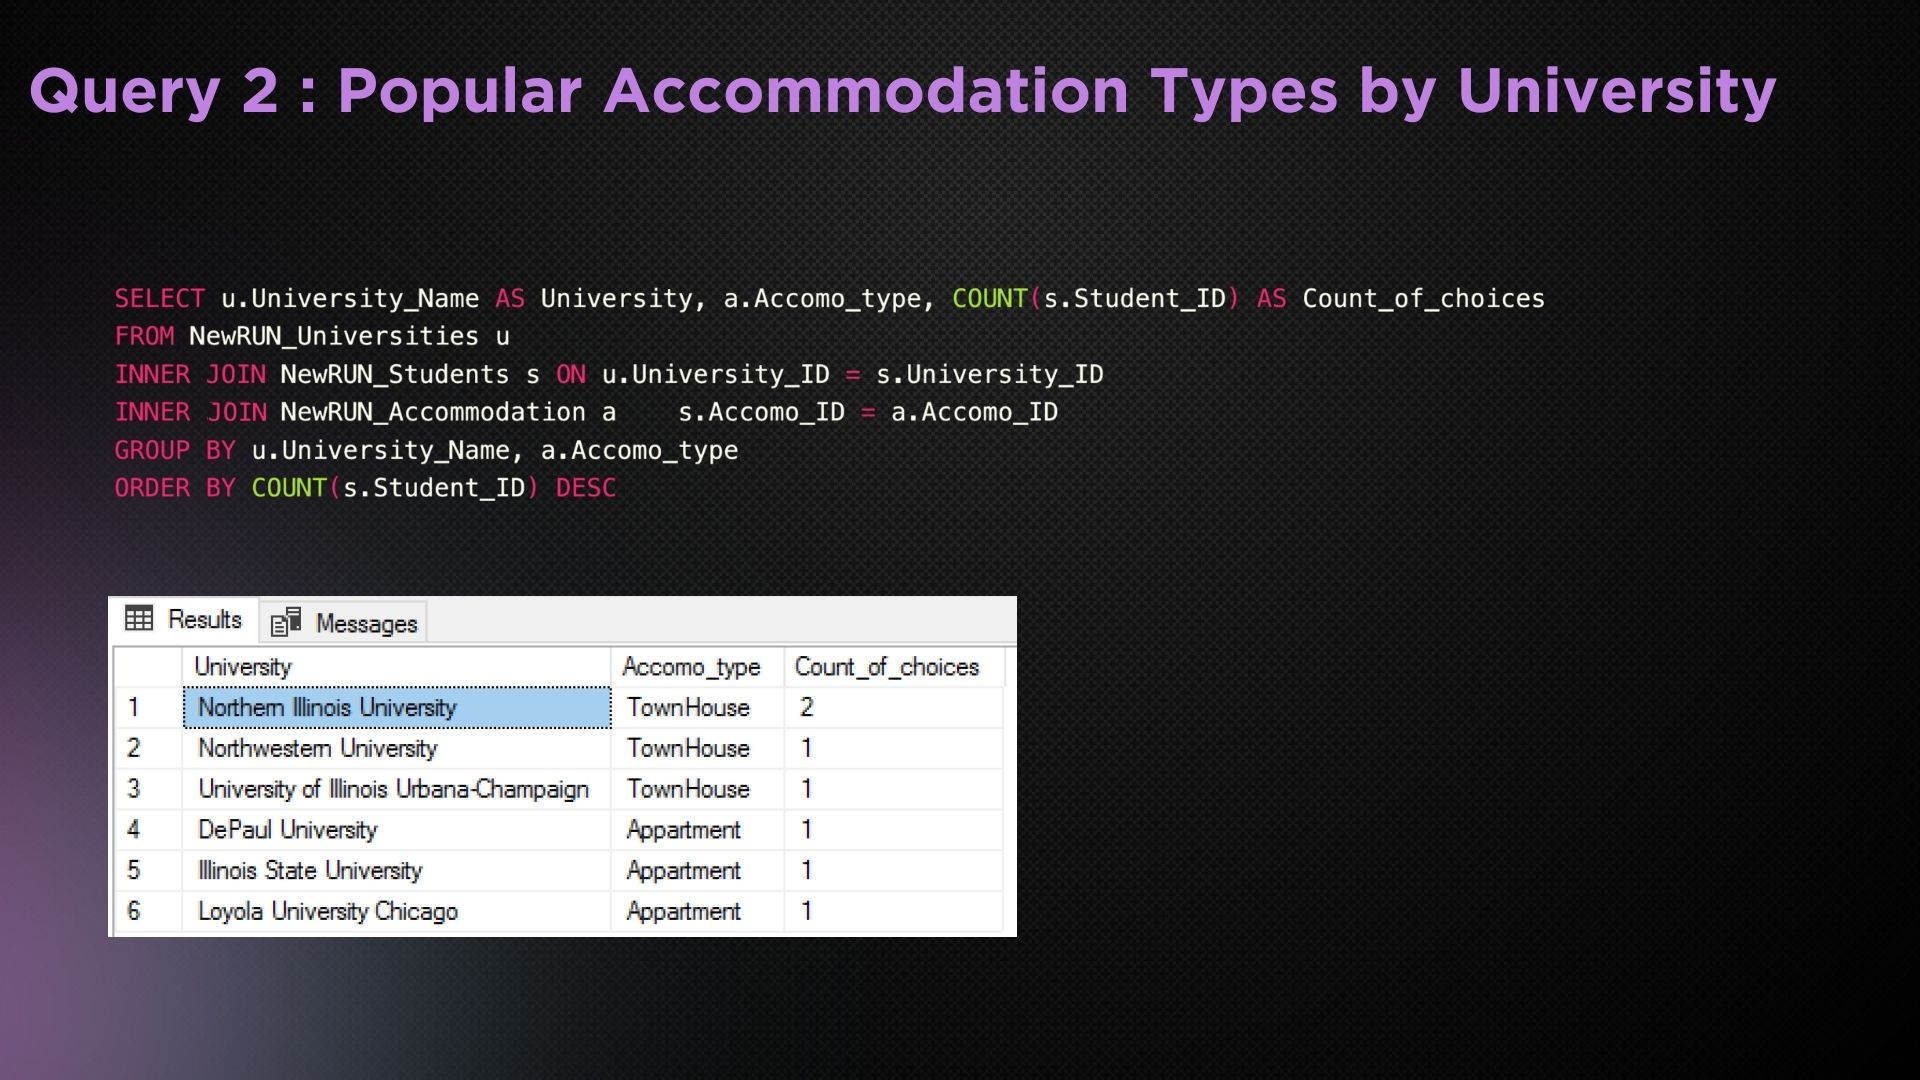 Query 2 : Popular Accommodation Types by University
SELECT u.University_Name AS University, a.Accomo_type, COUNT(s.Student_ID) AS Count_of_choices
FROM NewRUN_Universities u
INNER JOIN NewRUN_Students s ON u.University_ID = s.University_ID
INNER JOIN NewRUN_Accommodation a s.Accomo_ID = a.Accomo_ID
GROUP BY u.University_Name, a.Accomo_type
ORDER BY COUNT(s.Student_ID) DESC
Results Messages
University Accomo_type Count_of_choices
1 Northern Illinois University TownHouse 2
2 Northwestern University TownHouse 1
3 University of Illinois Urbana-Champaign TownHouse 1
4 DePaul University Appartment 1
5 Illinois State University Appartment 1
6 Loyola University Chicago Appartment 1